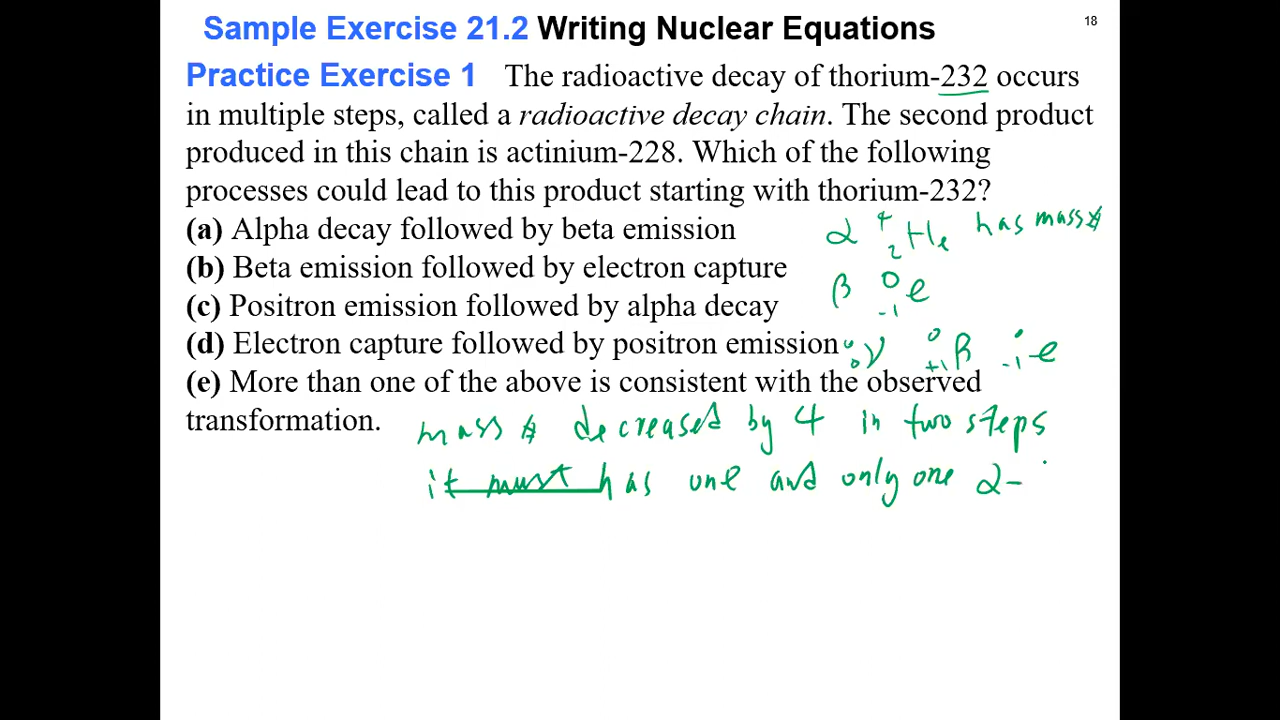 Sample Exercise 21.2 Writing Nuclear Equations
18
Practice Exercise 1 The radioactive decay of thorium-232 occurs
in multiple steps, called a radioactive decay chain. The second product
produced in this chain is actinium-228. Which of the following
processes could lead to this product starting with thorium-232?
(a) Alpha decay followed by beta emission
α ⁴₂He has mass #
(b) Beta emission followed by electron capture
β ⁰₋₁e
(c) Positron emission followed by alpha decay
(d) Electron capture followed by positron emission
⁰₀γ ⁰₊₁β ⁰₋₁e
(e) More than one of the above is consistent with the observed
transformation.
mass # decreased by 4 in two steps
it must has one and only one α-